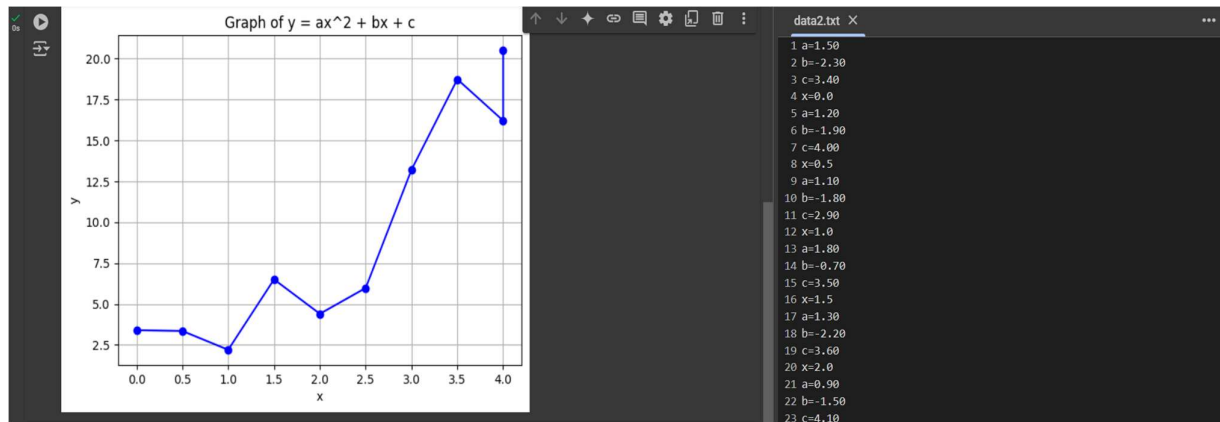 0s
Graph of y = ax^2 + bx + c
20.0
17.5
15.0
12.5
10.0
7.5
5.0
2.5
y
0.0 0.5 1.0 1.5 2.0 2.5 3.0 3.5 4.0
x
data2.txt
1 a=1.50
2 b=-2.30
3 c=3.40
4 x=0.0
5 a=1.20
6 b=-1.90
7 c=4.00
8 x=0.5
9 a=1.10
10 b=-1.80
11 c=2.90
12 x=1.0
13 a=1.80
14 b=-0.70
15 c=3.50
16 x=1.5
17 a=1.30
18 b=-2.20
19 c=3.60
20 x=2.0
21 a=0.90
22 b=-1.50
23 c=4.10